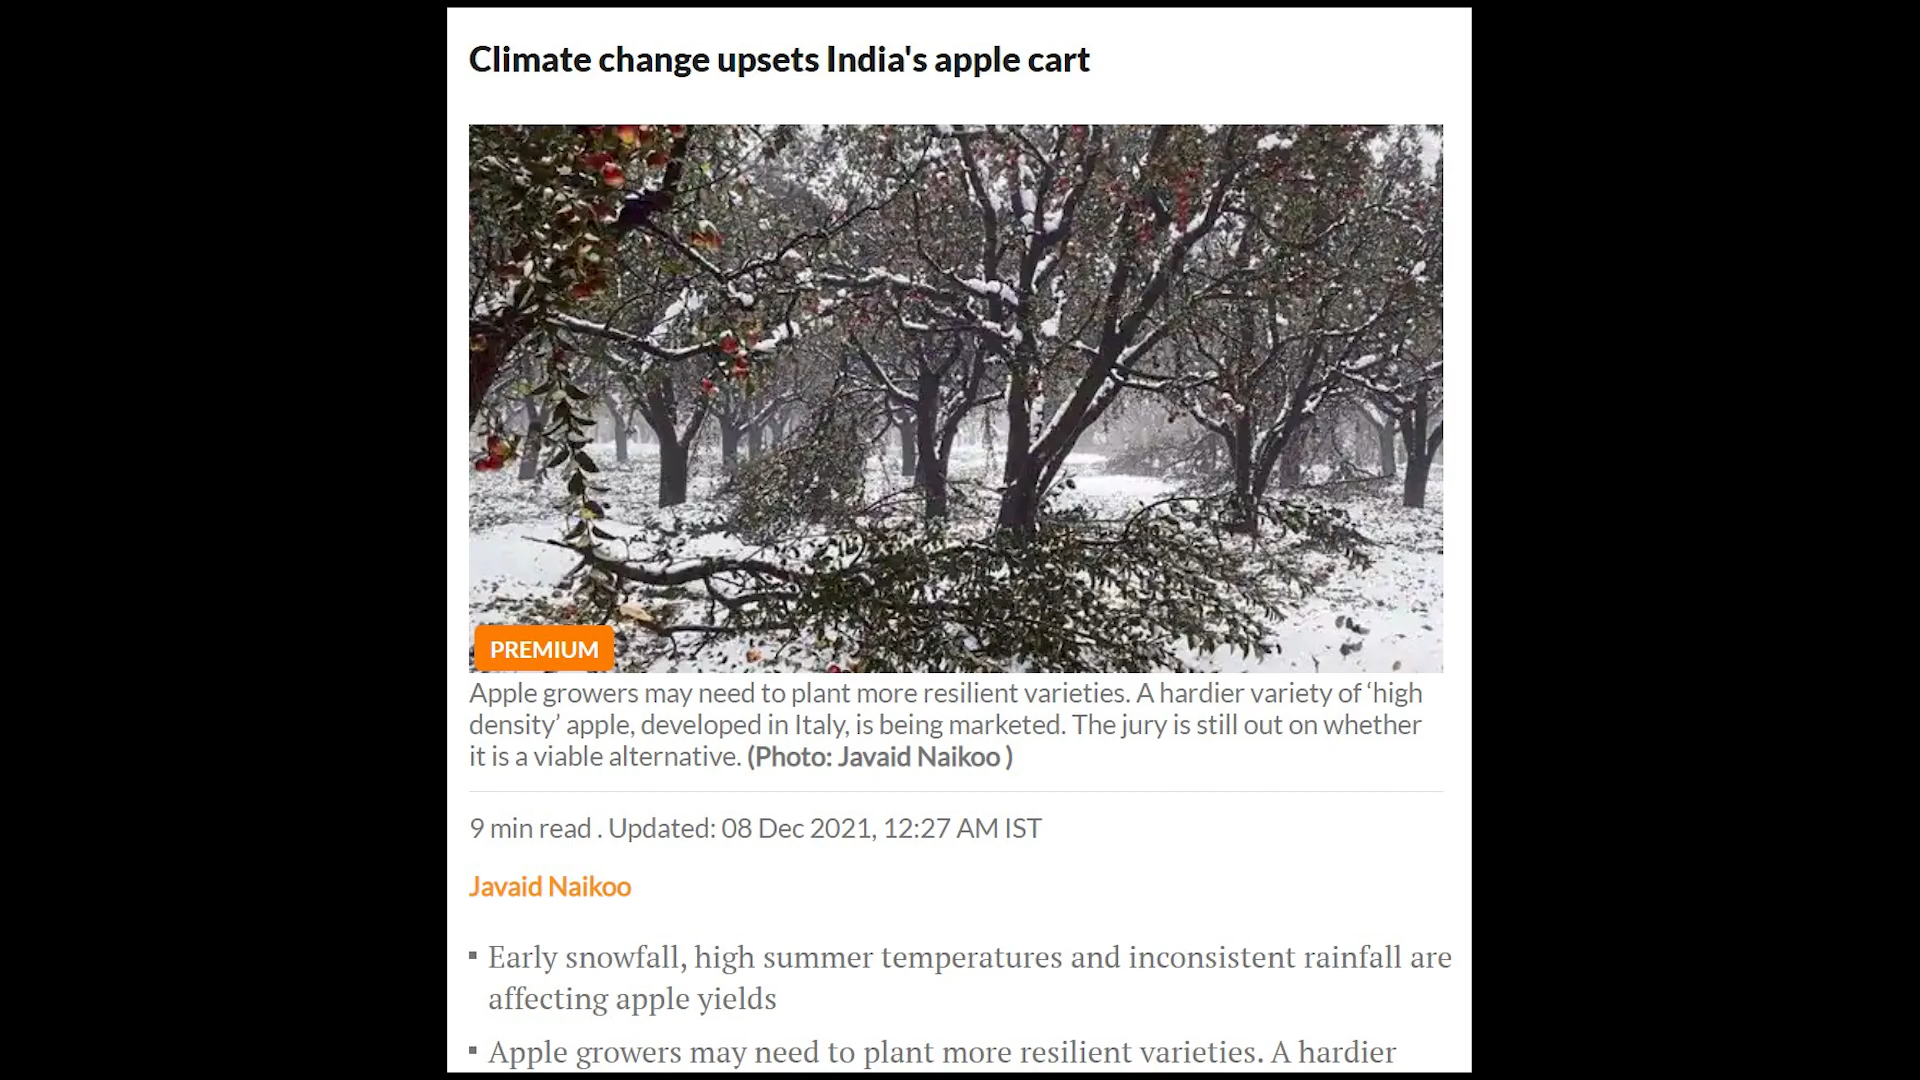 Climate change upsets India's apple cart
PREMIUM
Apple growers may need to plant more resilient varieties. A hardier variety of ‘high
density’ apple, developed in Italy, is being marketed. The jury is still out on whether
it is a viable alternative. (Photo: Javaid Naikoo )
9 min read . Updated: 08 Dec 2021, 12:27 AM IST
Javaid Naikoo
▪ Early snowfall, high summer temperatures and inconsistent rainfall are
affecting apple yields
▪ Apple growers may need to plant more resilient varieties. A hardier